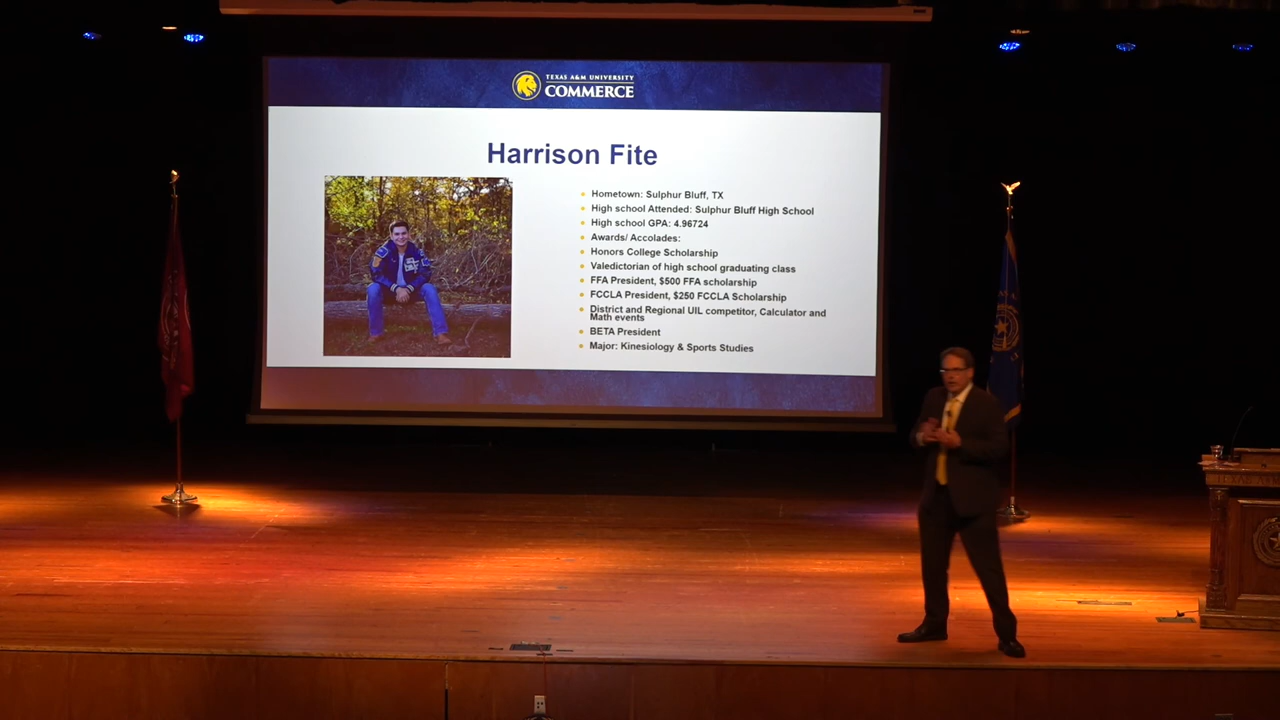 TEXAS A&M UNIVERSITY
COMMERCE
Harrison Fite
Hometown: Sulphur Bluff, TX
High school Attended: Sulphur Bluff High School
High school GPA: 4.96724
Awards/ Accolades:
Honors College Scholarship
Valedictorian of high school graduating class
FFA President, $500 FFA scholarship
FCCLA President, $250 FCCLA Scholarship
District and Regional UIL competitor, Calculator and
Math events
BETA President
Major: Kinesiology & Sports Studies